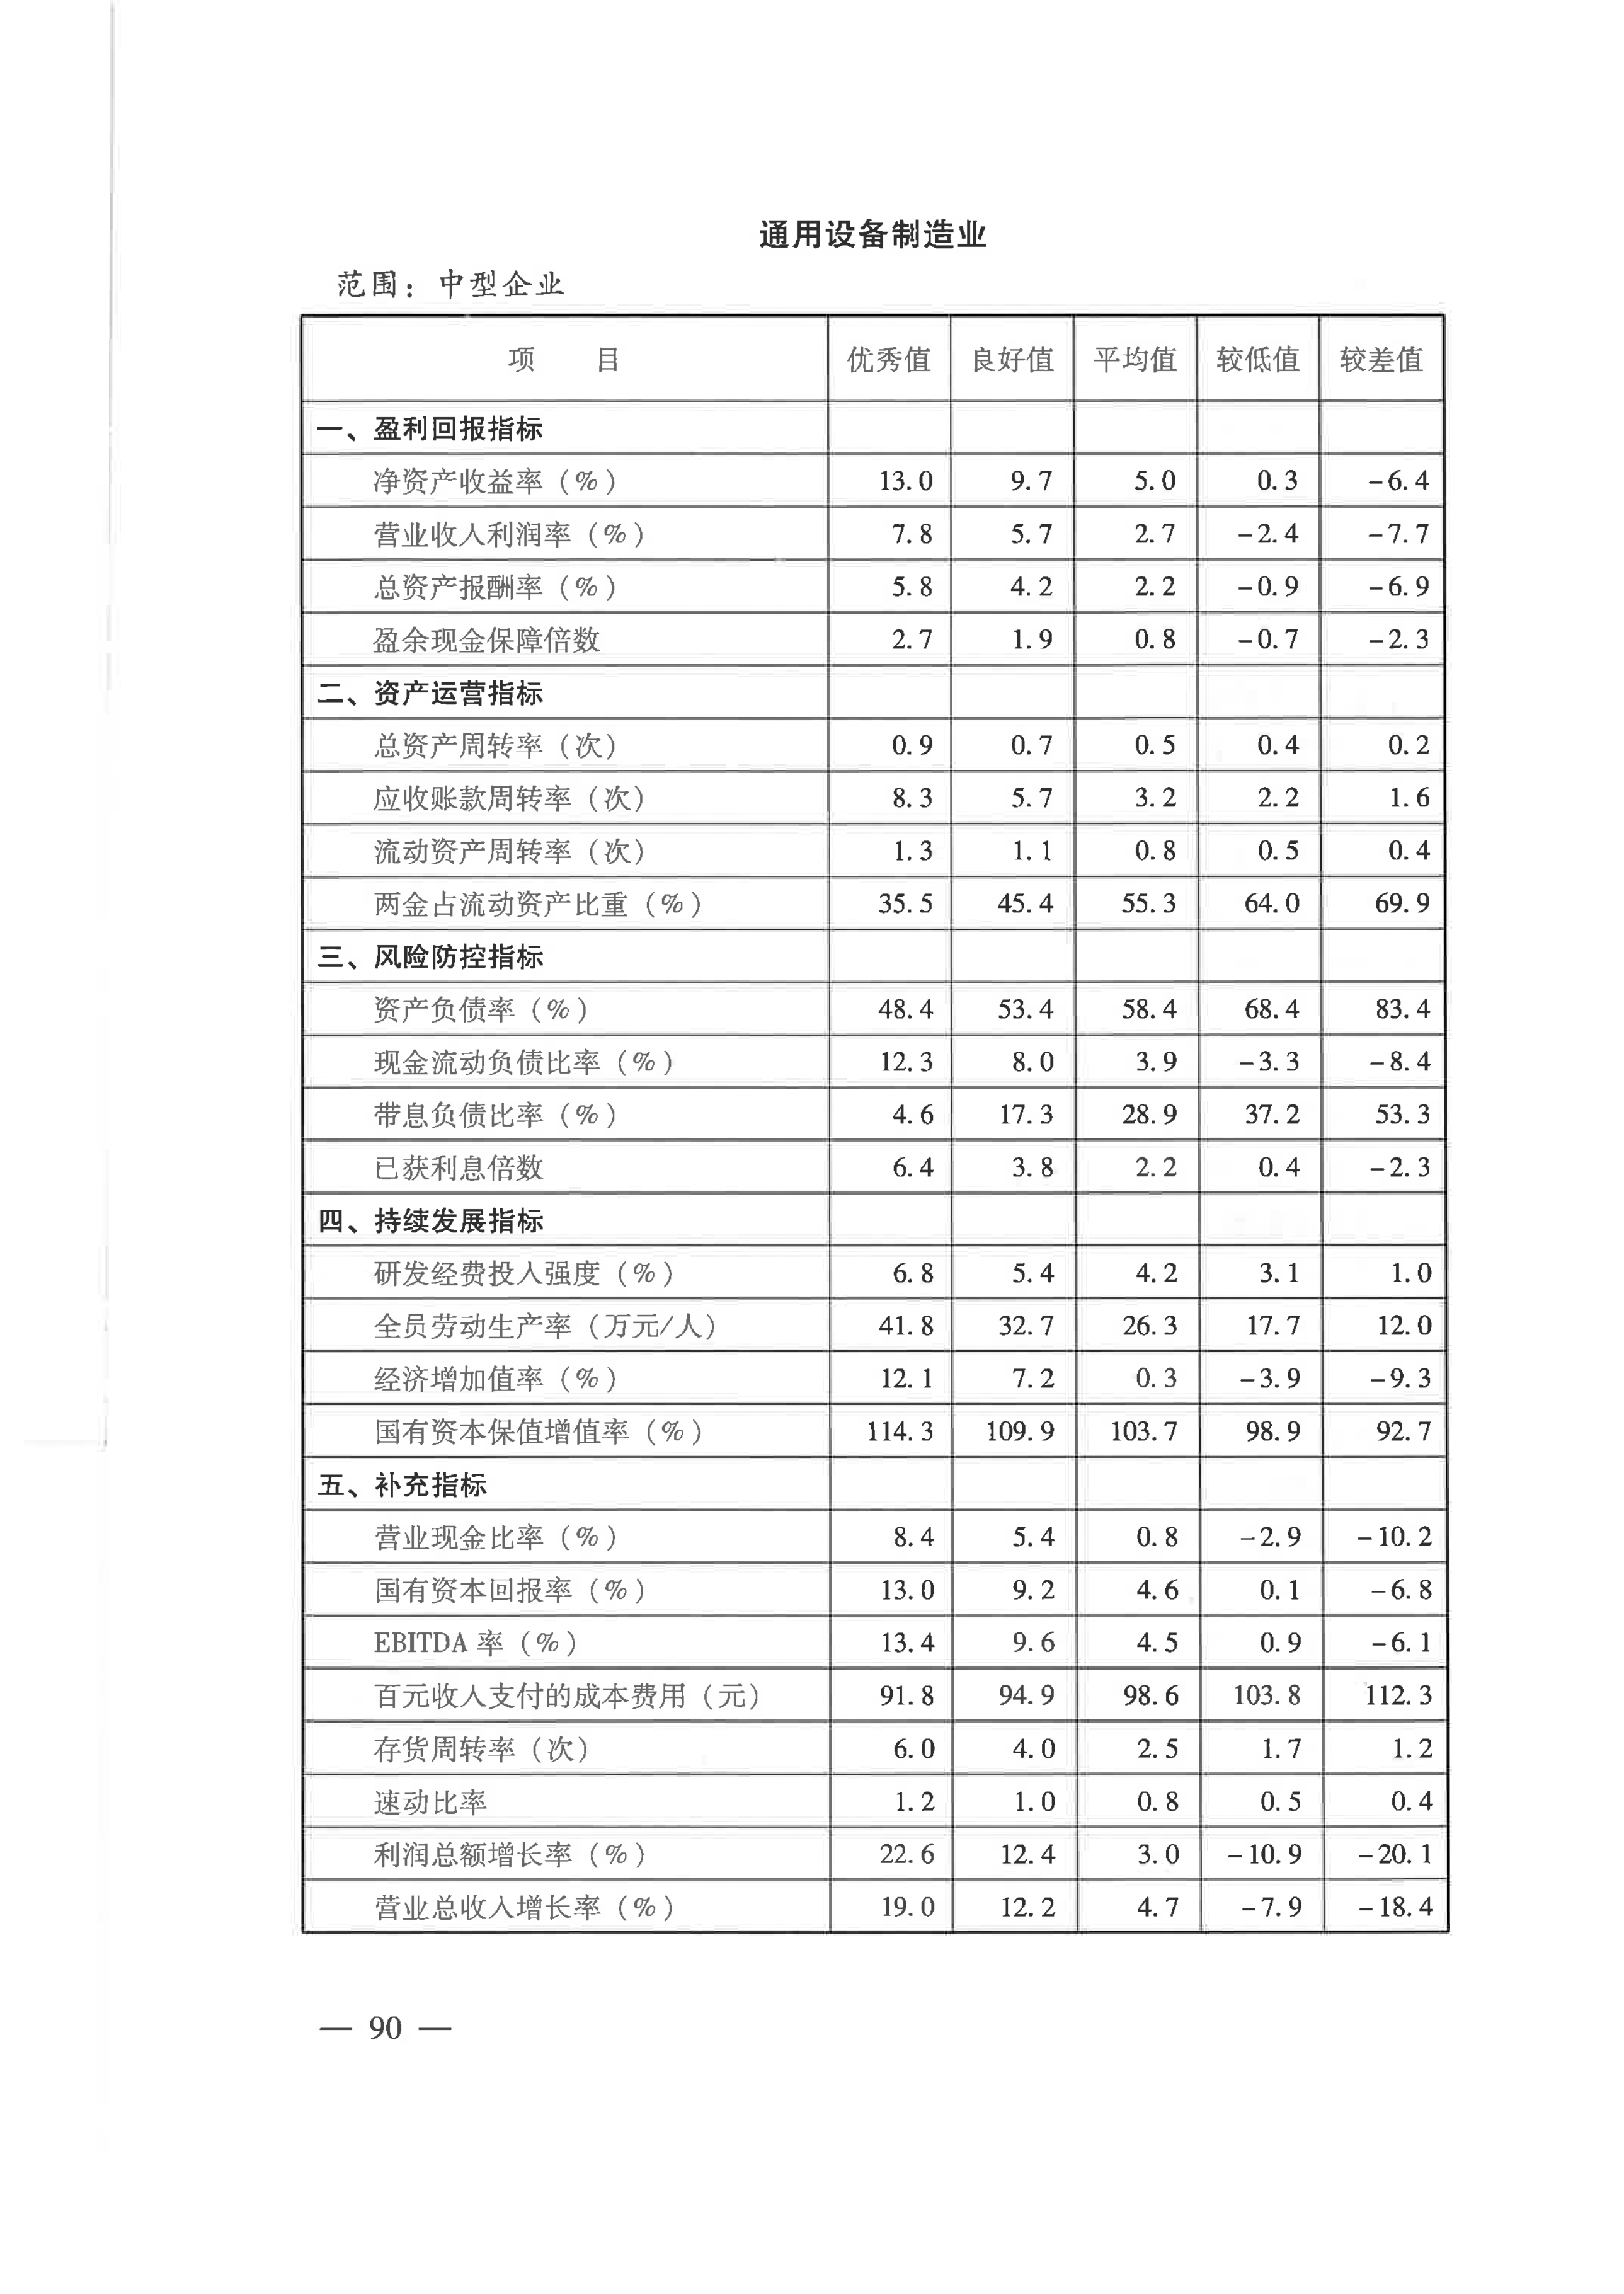 通用设备制造业
范围：中型企业
项 目 优秀值 良好值 平均值 较低值 较差值
一、盈利回报指标
净资产收益率（%） 13.0 9.7 5.0 0.3 -6.4
营业收入利润率（%） 7.8 5.7 2.7 -2.4 -7.7
总资产报酬率（%） 5.8 4.2 2.2 -0.9 -6.9
盈余现金保障倍数 2.7 1.9 0.8 -0.7 -2.3
二、资产运营指标
总资产周转率（次） 0.9 0.7 0.5 0.4 0.2
应收账款周转率（次） 8.3 5.7 3.2 2.2 1.6
流动资产周转率（次） 1.3 1.1 0.8 0.5 0.4
两金占流动资产比重（%） 35.5 45.4 55.3 64.0 69.9
三、风险防控指标
资产负债率（%） 48.4 53.4 58.4 68.4 83.4
现金流动负债比率（%） 12.3 8.0 3.9 -3.3 -8.4
带息负债比率（%） 4.6 17.3 28.9 37.2 53.3
已获利息倍数 6.4 3.8 2.2 0.4 -2.3
四、持续发展指标
研发经费投入强度（%） 6.8 5.4 4.2 3.1 1.0
全员劳动生产率（万元/人） 41.8 32.7 26.3 17.7 12.0
经济增加值率（%） 12.1 7.2 0.3 -3.9 -9.3
国有资本保值增值率（%） 114.3 109.9 103.7 98.9 92.7
五、补充指标
营业现金比率（%） 8.4 5.4 0.8 -2.9 -10.2
国有资本回报率（%） 13.0 9.2 4.6 0.1 -6.8
EBITDA 率（%） 13.4 9.6 4.5 0.9 -6.1
百元收入支付的成本费用（元） 91.8 94.9 98.6 103.8 112.3
存货周转率（次） 6.0 4.0 2.5 1.7 1.2
速动比率 1.2 1.0 0.8 0.5 0.4
利润总额增长率（%） 22.6 12.4 3.0 -10.9 -20.1
营业总收入增长率（%） 19.0 12.2 4.7 -7.9 -18.4
— 90 —